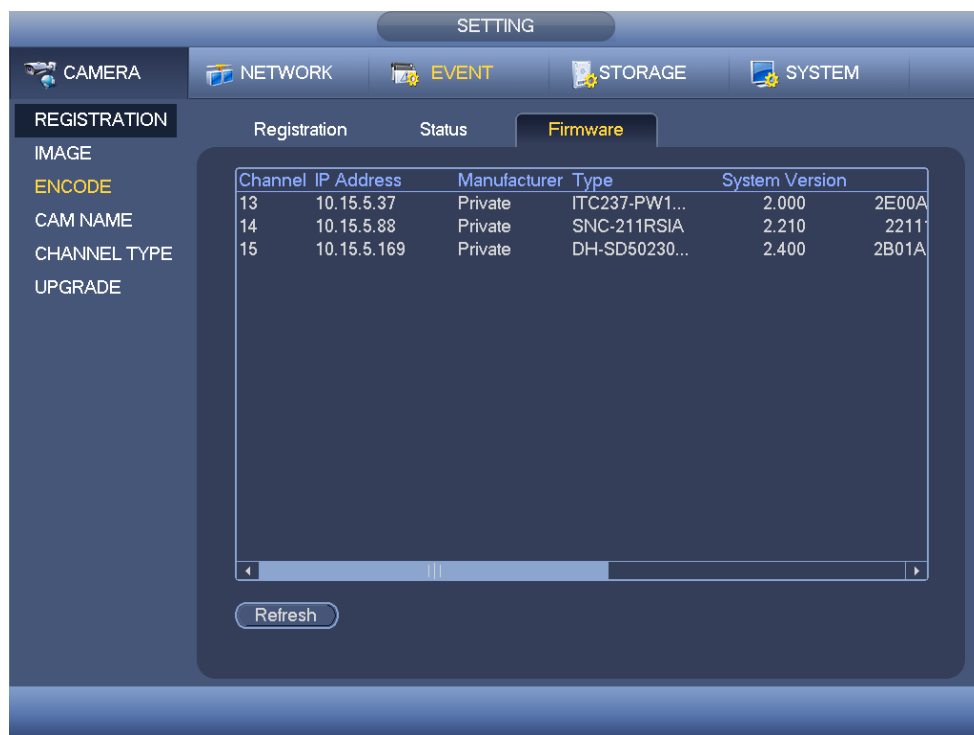 SETTING
CAMERA NETWORK EVENT STORAGE SYSTEM
REGISTRATION
IMAGE
ENCODE
CAM NAME
CHANNEL TYPE
UPGRADE
Registration Status Firmware
Channel IP Address Manufacturer Type System Version
13 10.15.5.37 Private ITC237-PW1... 2.000 2E00A
14 10.15.5.88 Private SNC-211RSIA 2.210 2211
15 10.15.5.169 Private DH-SD50230... 2.400 2B01A
Refresh